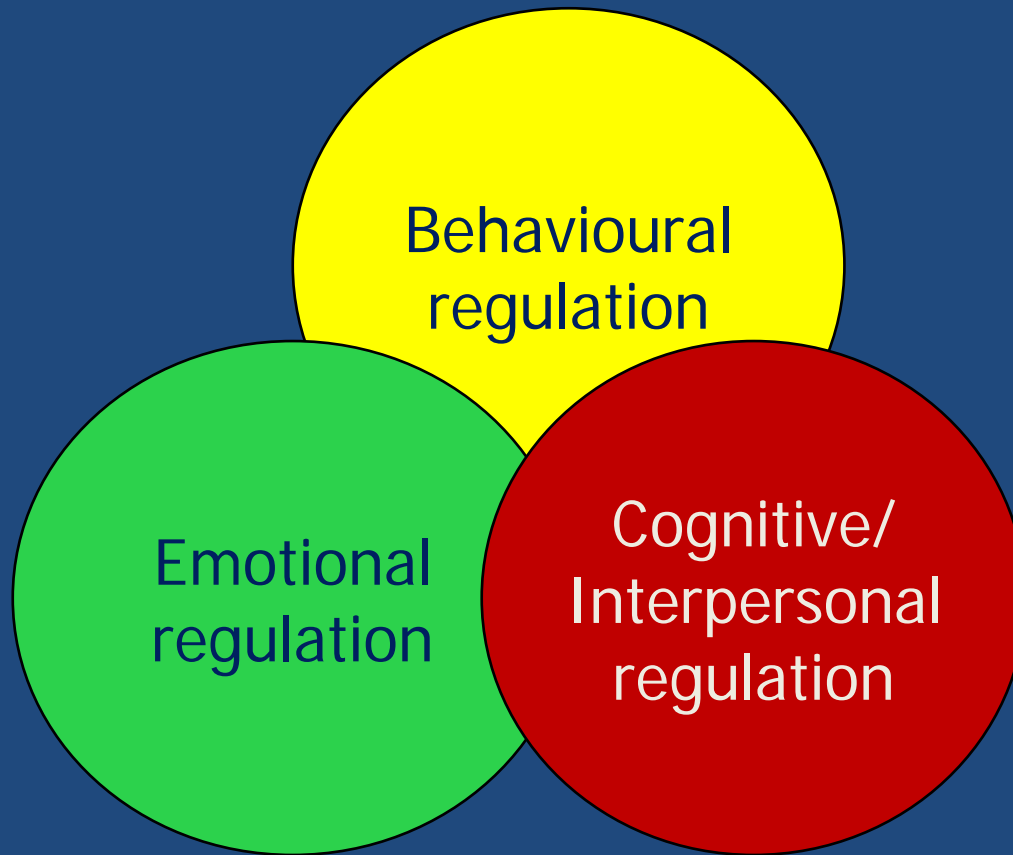 Behavioural
regulation
Emotional
regulation
Cognitive/
Interpersonal
regulation